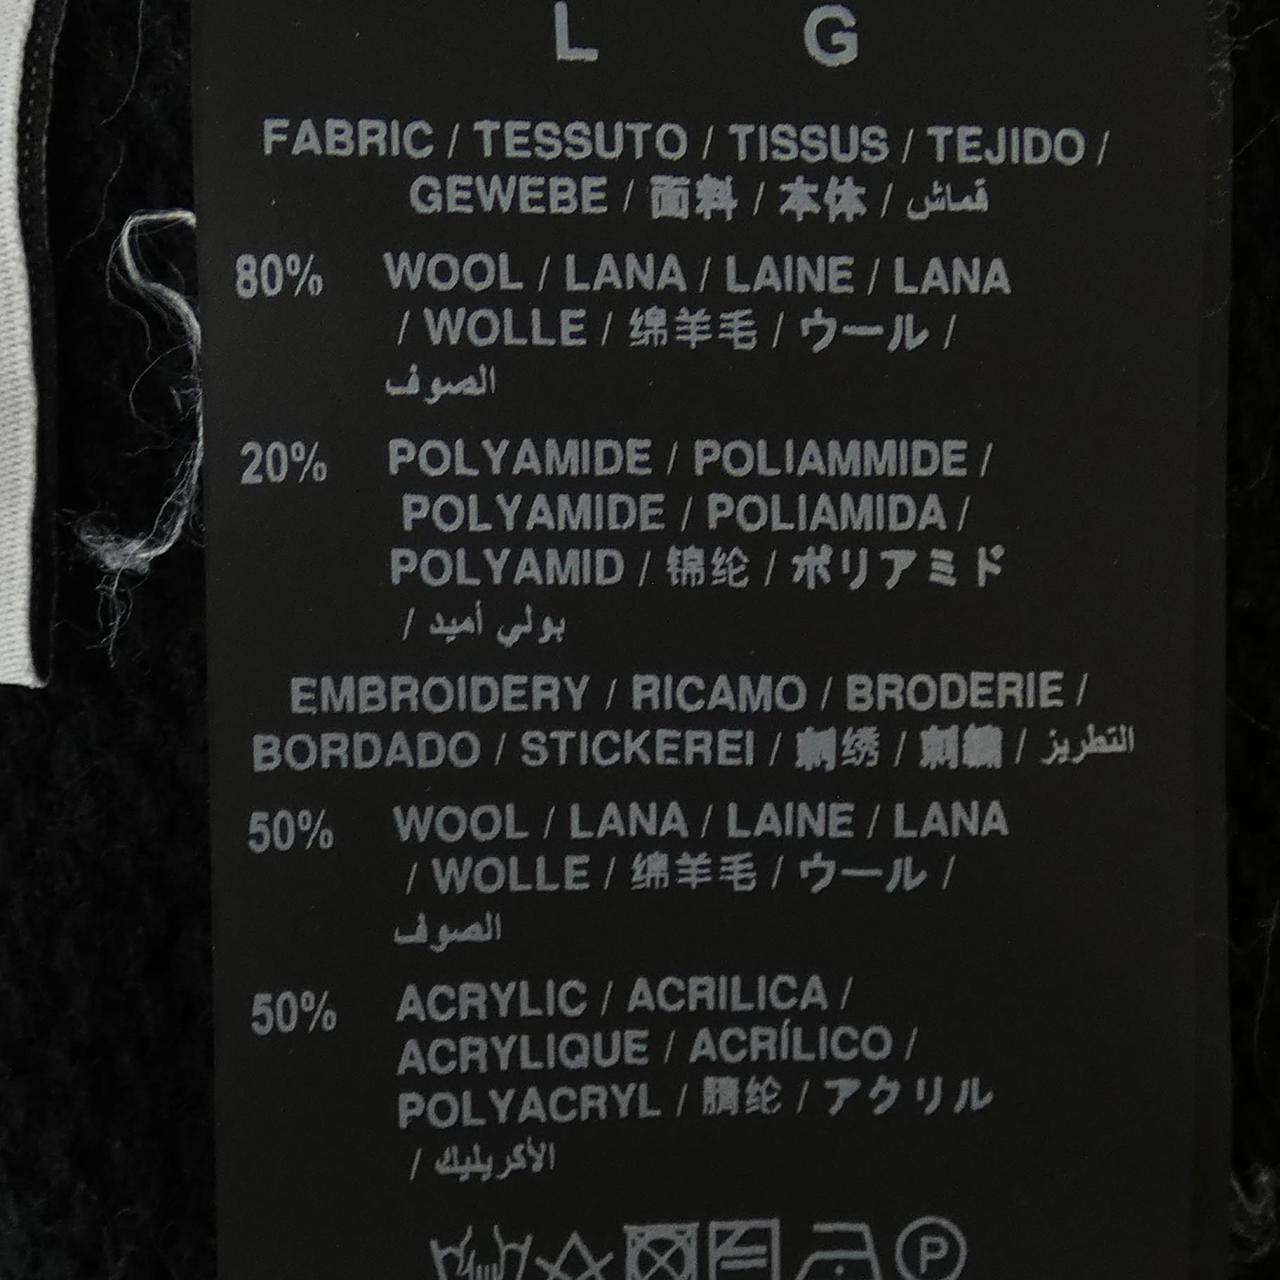 L G
FABRIC / TESSUTO / TISSUS / TEJIDO /
GEWEBE / 面料 / 本体 / قماش
80% WOOL / LANA / LAINE / LANA
/ WOLLE / 绵羊毛 / ウール /
الصوف
20% POLYAMIDE / POLIAMMIDE /
POLYAMIDE / POLIAMIDA /
POLYAMID / 锦纶 / ポリアミド
/ بولي أميد
EMBROIDERY / RICAMO / BRODERIE /
BORDADO / STICKEREI / 刺绣 / 刺繍 / التطريز
50% WOOL / LANA / LAINE / LANA
/ WOLLE / 绵羊毛 / ウール /
الصوف
50% ACRYLIC / ACRILICA /
ACRYLIQUE / ACRÍLICO /
POLYACRYL / 腈纶 / アクリル
/ الأكريليك
P